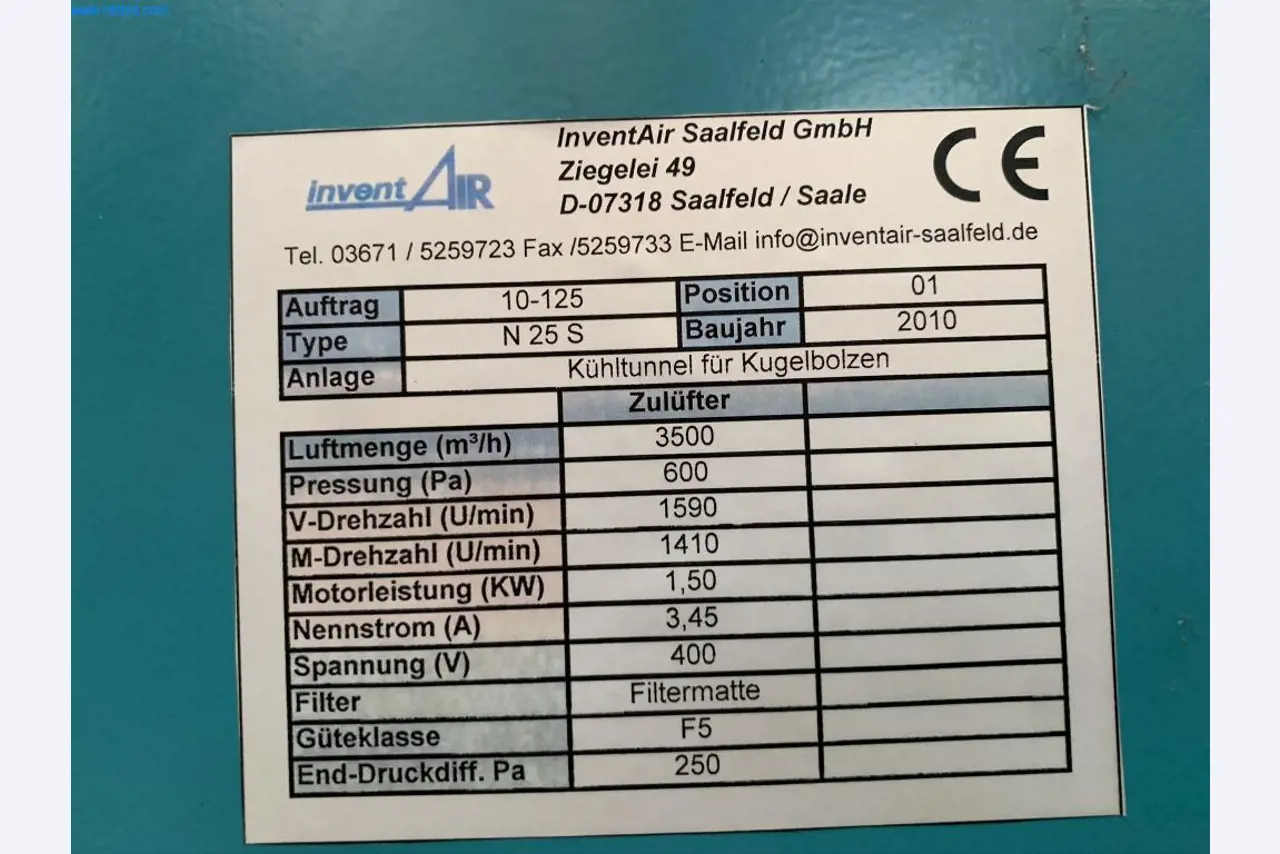 invent AIR
InventAir Saalfeld GmbH
Ziegelei 49
D-07318 Saalfeld / Saale
CE
Tel. 03671 / 5259723 Fax /5259733 E-Mail info@inventair-saalfeld.de
Auftrag 10-125 Position 01
Type N 25 S Baujahr 2010
Anlage Kühltunnel für Kugelbolzen
Zulüfter
Luftmenge (m³/h) 3500
Pressung (Pa) 600
V-Drehzahl (U/min) 1590
M-Drehzahl (U/min) 1410
Motorleistung (KW) 1,50
Nennstrom (A) 3,45
Spannung (V) 400
Filter Filtermatte
Güteklasse F5
End-Druckdiff. Pa 250